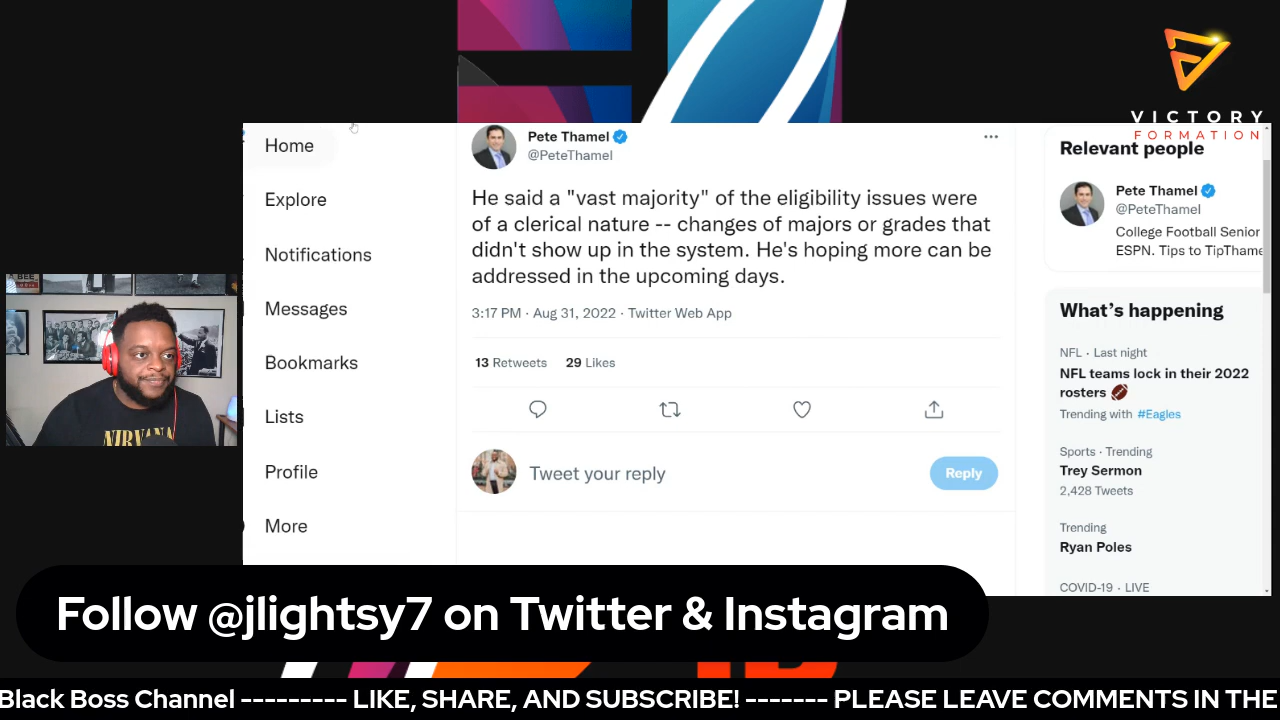 VICTORY
FORMATION
Home
Explore
Notifications
Messages
Bookmarks
Lists
Profile
More
Pete Thamel
@PeteThamel
He said a "vast majority" of the eligibility issues were
of a clerical nature -- changes of majors or grades that
didn't show up in the system. He's hoping more can be
addressed in the upcoming days.
3:17 PM · Aug 31, 2022 · Twitter Web App
13 Retweets 29 Likes
Tweet your reply
Reply
Relevant people
Pete Thamel
@PeteThamel
College Football Senior
ESPN. Tips to TipThame
What's happening
NFL · Last night
NFL teams lock in their 2022
rosters 🏈
Trending with #Eagles
Sports · Trending
Trey Sermon
2,428 Tweets
Trending
Ryan Poles
COVID-19 · LIVE
NIRVANA
Follow @jlightsy7 on Twitter & Instagram
Black Boss Channel --------- LIKE, SHARE, AND SUBSCRIBE! ------- PLEASE LEAVE COMMENTS IN THE